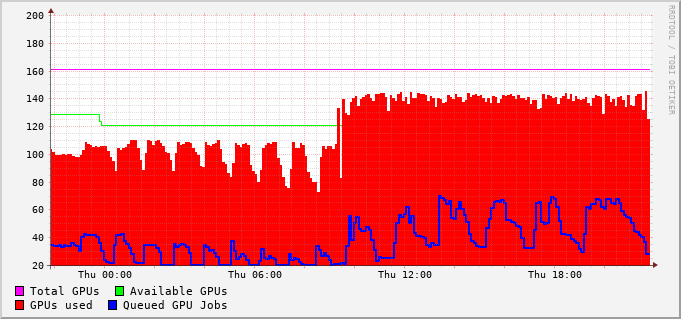 200
180
160
140
120
100
80
60
40
20
Thu 00:00 Thu 06:00 Thu 12:00 Thu 18:00
Total GPUs Available GPUs
GPUs used Queued GPU Jobs
RRDTOOL / TOBI OETIKER